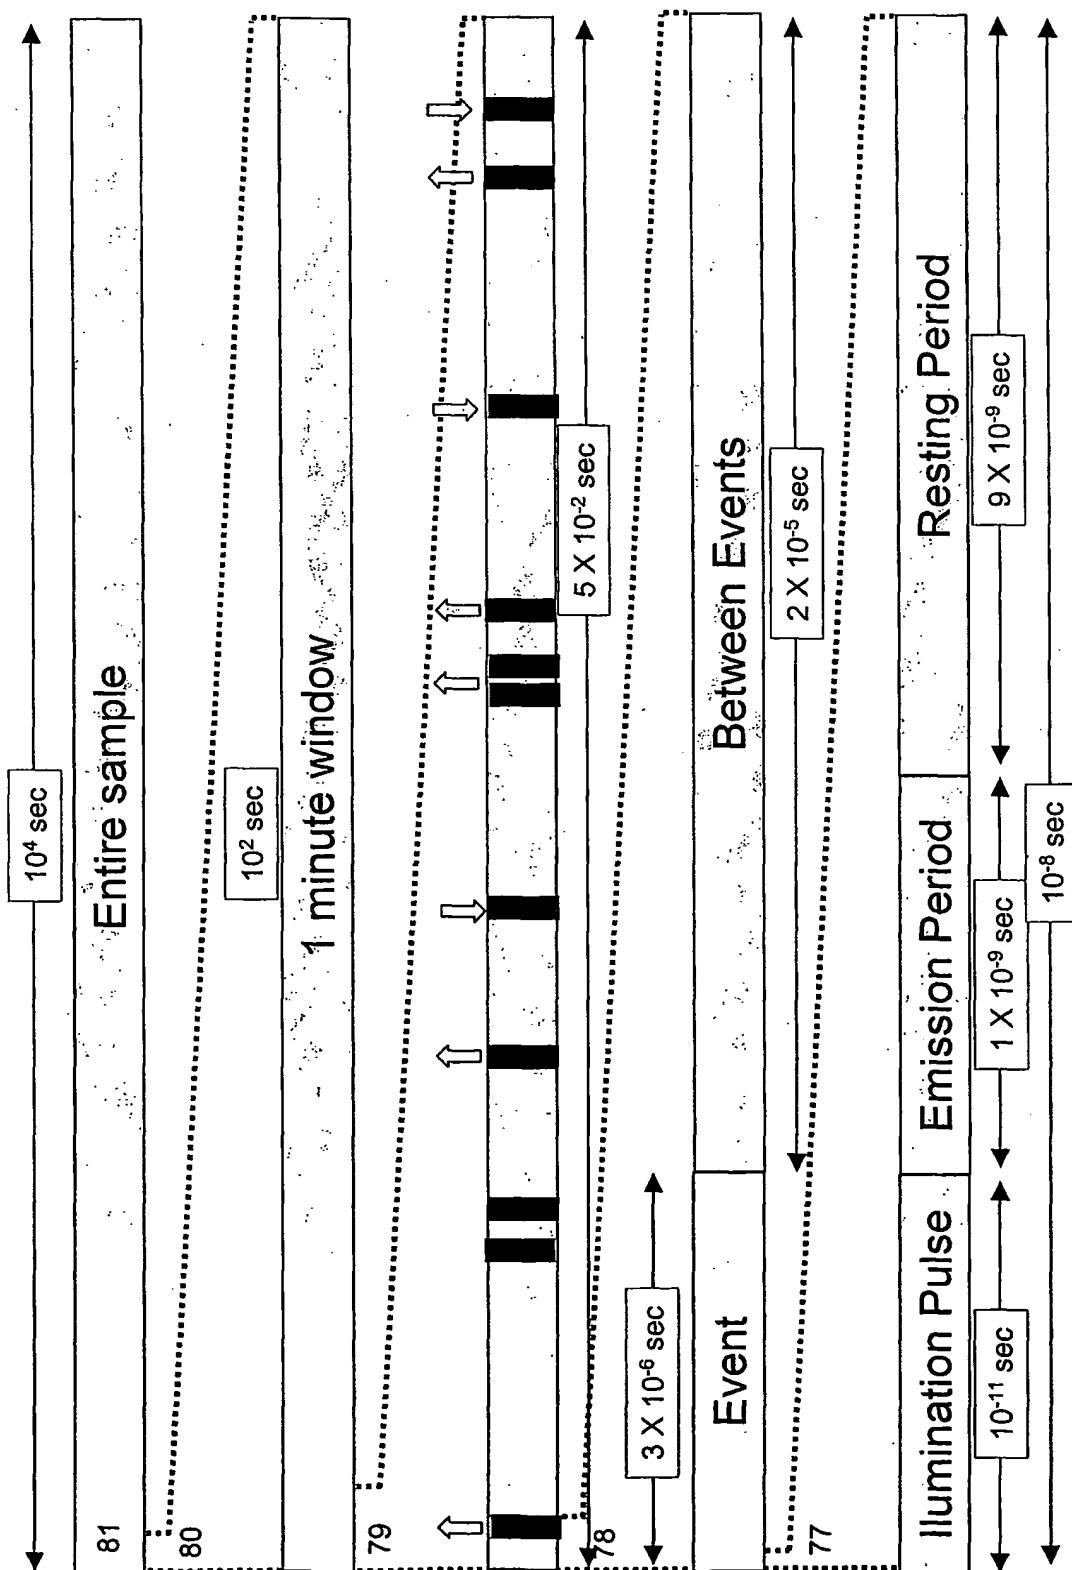 10⁴ sec
Entire sample
81
80
10² sec
1 minute window
79
5 X 10⁻² sec
78
3 X 10⁻⁶ sec
Event
Between Events
2 X 10⁻⁵ sec
77
Illumination Pulse
Emission Period
Resting Period
10⁻¹¹ sec
1 X 10⁻⁹ sec
9 X 10⁻⁹ sec
10⁻⁸ sec